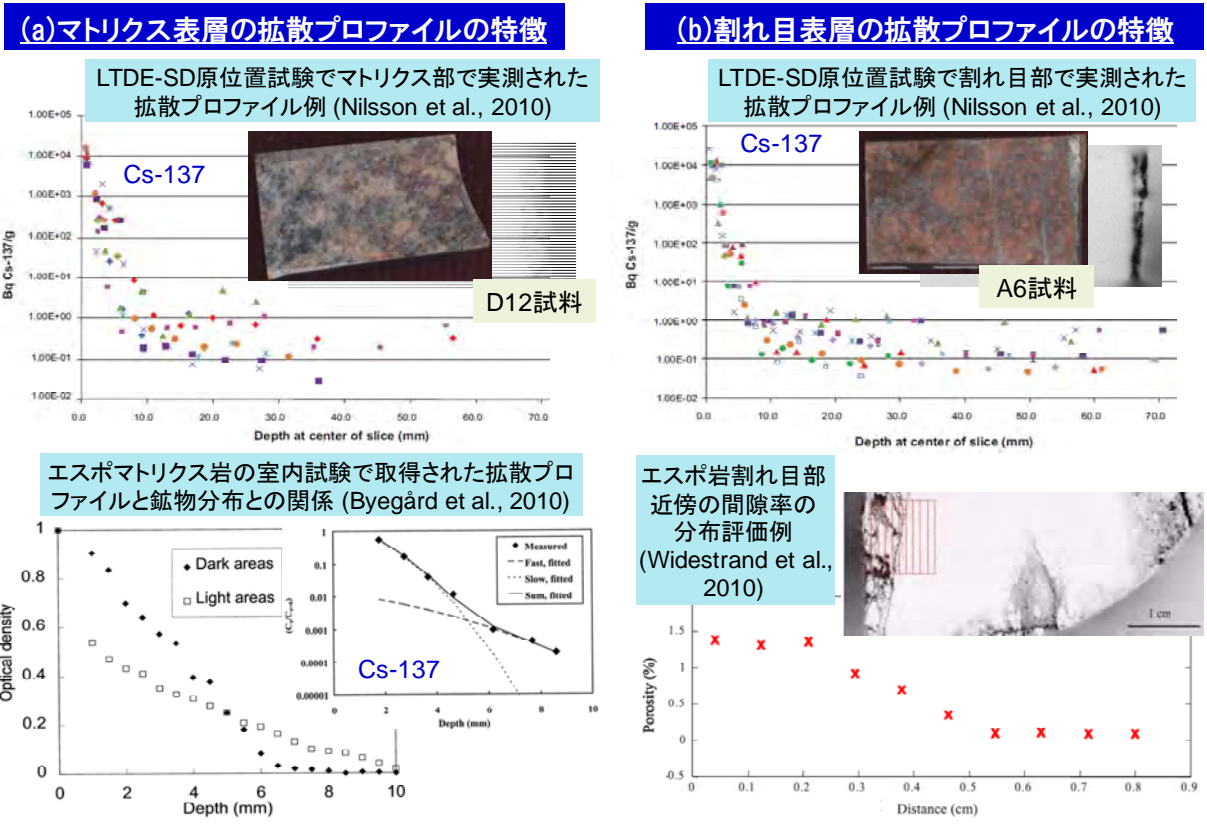 (a)マトリクス表層の拡散プロファイルの特徴
LTDE-SD原位置試験でマトリクス部で実測された
拡散プロファイル例 (Nilsson et al., 2010)
1.00E+05
1.00E+04
1.00E+03
1.00E+02
1.00E+01
1.00E+00
1.00E-01
1.00E-02
Bq Cs-137/g
Cs-137
D12試料
0.0 10.0 20.0 30.0 40.0 50.0 60.0 70.0
Depth at center of slice (mm)
エスポマトリクス岩の室内試験で取得された拡散プロ
ファイルと鉱物分布との関係 (Byegård et al., 2010)
1
0.8
0.6
0.4
0.2
0
Optical density
Dark areas
Light areas
0 2 4 6 8 10
Depth (mm)
1
0.1
0.01
0.001
0.0001
0.00001
Measured
Fast, fitted
Slow, fitted
Sum, fitted
Cs-137
0 2 4 6 8 10
Depth (mm)
(b)割れ目表層の拡散プロファイルの特徴
LTDE-SD原位置試験で割れ目部で実測された
拡散プロファイル例 (Nilsson et al., 2010)
1.00E+05
1.00E+04
1.00E+03
1.00E+02
1.00E+01
1.00E+00
1.00E-01
1.00E-02
Bq Cs-137/g
Cs-137
A6試料
0.0 10.0 20.0 30.0 40.0 50.0 60.0 70.0
Depth at center of slice (mm)
エスポ岩割れ目部
近傍の間隙率の
分布評価例
(Widestrand et al.,
2010)
1 cm
1.5
1
0.5
0
-0.5
Porosity (%)
0 0.1 0.2 0.3 0.4 0.5 0.6 0.7 0.8 0.9
Distance (cm)